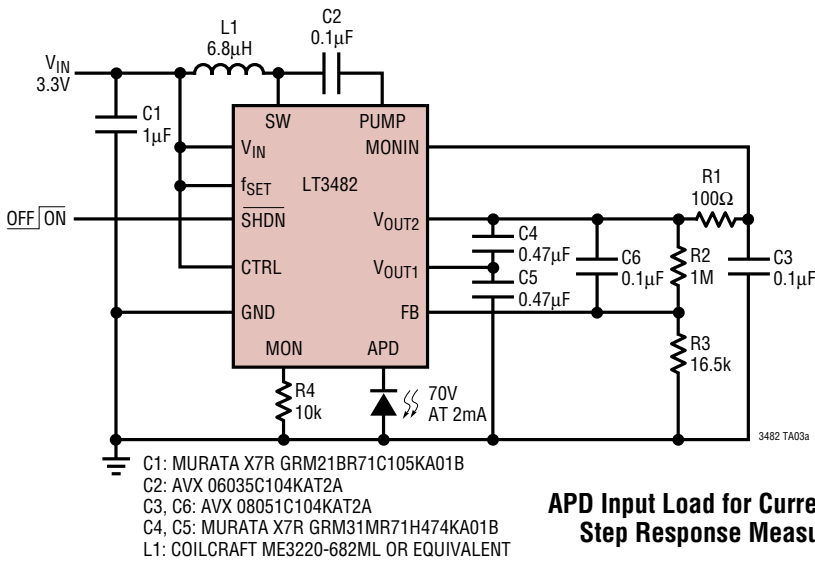 L1
6.8µH
C2
0.1µF
VIN
3.3V
C1
1µF
SW
PUMP
VIN
MONIN
fSET
LT3482
R1
100Ω
OFF ON
SHDN
VOUT2
C4
0.47µF
C6
0.1µF
R2
1M
C3
0.1µF
CTRL
VOUT1
C5
0.47µF
GND
FB
MON
APD
R3
16.5k
R4
10k
70V
AT 2mA
3482 TA03a
C1: MURATA X7R GRM21BR71C105KA01B
C2: AVX 06035C104KAT2A
C3, C6: AVX 08051C104KAT2A
C4, C5: MURATA X7R GRM31MR71H474KA01B
L1: COILCRAFT ME3220-682ML OR EQUIVALENT
APD Input Load for Curre
Step Response Measu